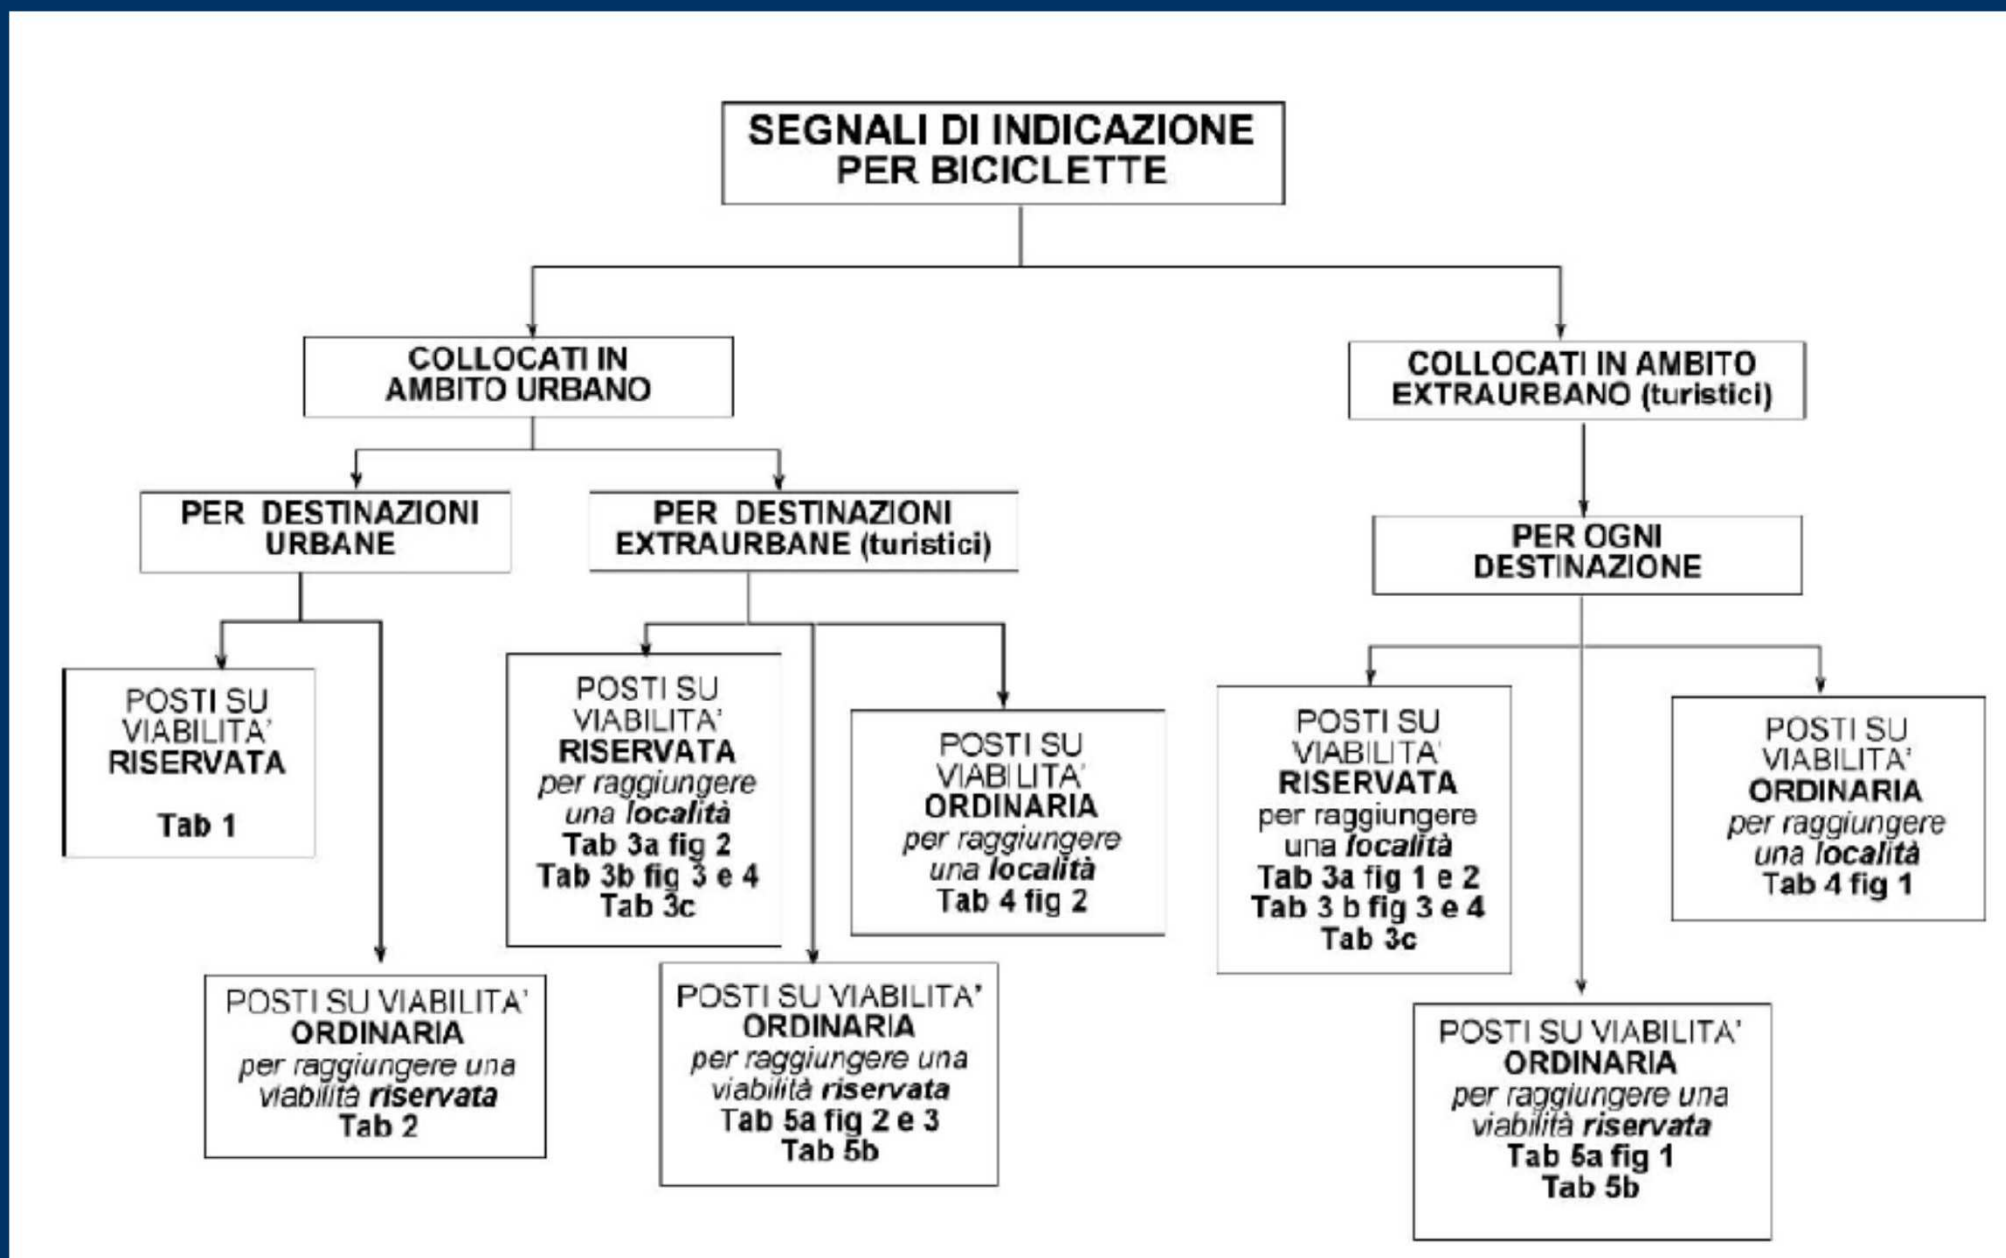 SEGNALI DI INDICAZIONE
PER BICICLETTE
COLLOCATI IN
AMBITO URBANO
COLLOCATI IN AMBITO
EXTRAURBANO (turistici)
PER DESTINAZIONI
URBANE
PER DESTINAZIONI
EXTRAURBANE (turistici)
PER OGNI
DESTINAZIONE
POSTI SU
VIABILITA'
RISERVATA
Tab 1
POSTI SU VIABILITA'
ORDINARIA
per raggiungere una
viabilità riservata
Tab 2
POSTI SU
VIABILITA'
RISERVATA
per raggiungere
una località
Tab 3a fig 2
Tab 3b fig 3 e 4
Tab 3c
POSTI SU VIABILITA'
ORDINARIA
per raggiungere una
viabilità riservata
Tab 5a fig 2 e 3
Tab 5b
POSTI SU
VIABILITA'
ORDINARIA
per raggiungere
una località
Tab 4 fig 2
POSTI SU
VIABILITA'
RISERVATA
per raggiungere
una località
Tab 3a fig 1 e 2
Tab 3 b fig 3 e 4
Tab 3c
POSTI SU VIABILITA'
ORDINARIA
per raggiungere una
viabilità riservata
Tab 5a fig 1
Tab 5b
POSTI SU
VIABILITA'
ORDINARIA
per raggiungere
una località
Tab 4 fig 1